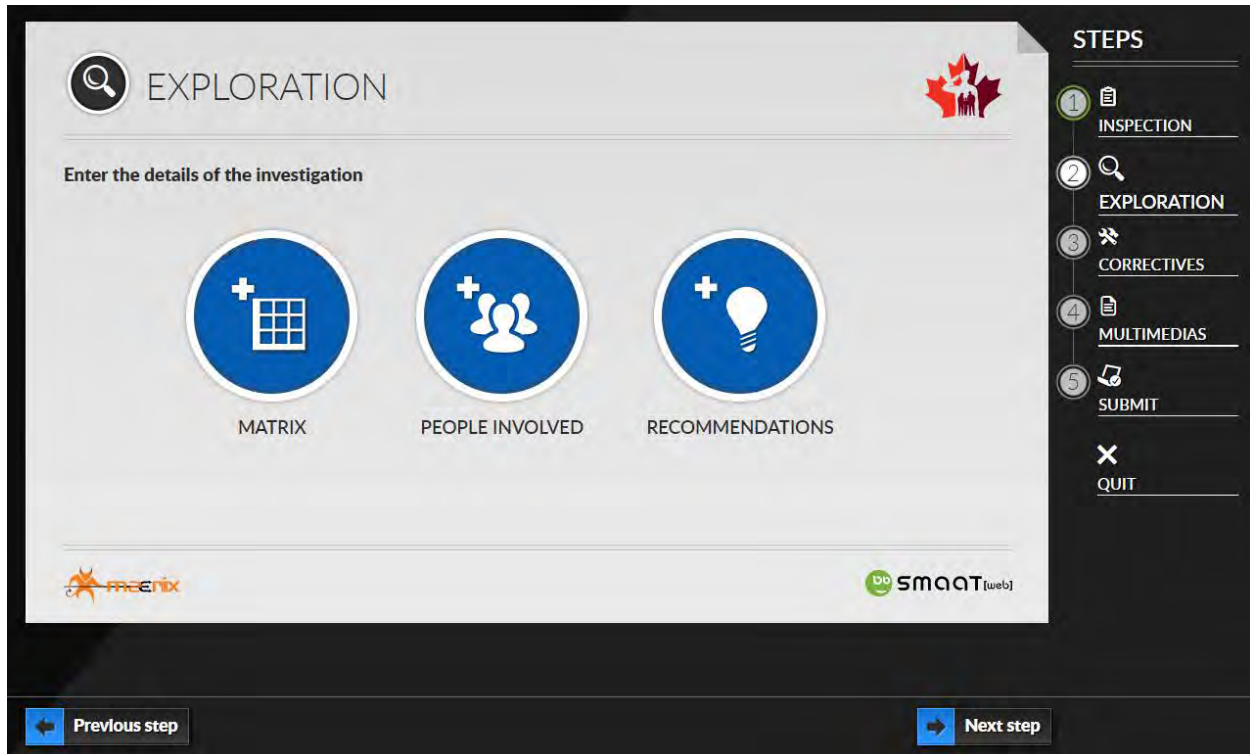 EXPLORATION
Enter the details of the investigation
MATRIX
PEOPLE INVOLVED
RECOMMENDATIONS
mænix
SMAAT[web]
STEPS
1
INSPECTION
2
EXPLORATION
3
CORRECTIVES
4
MULTIMEDIAS
5
SUBMIT
QUIT
Previous step
Next step